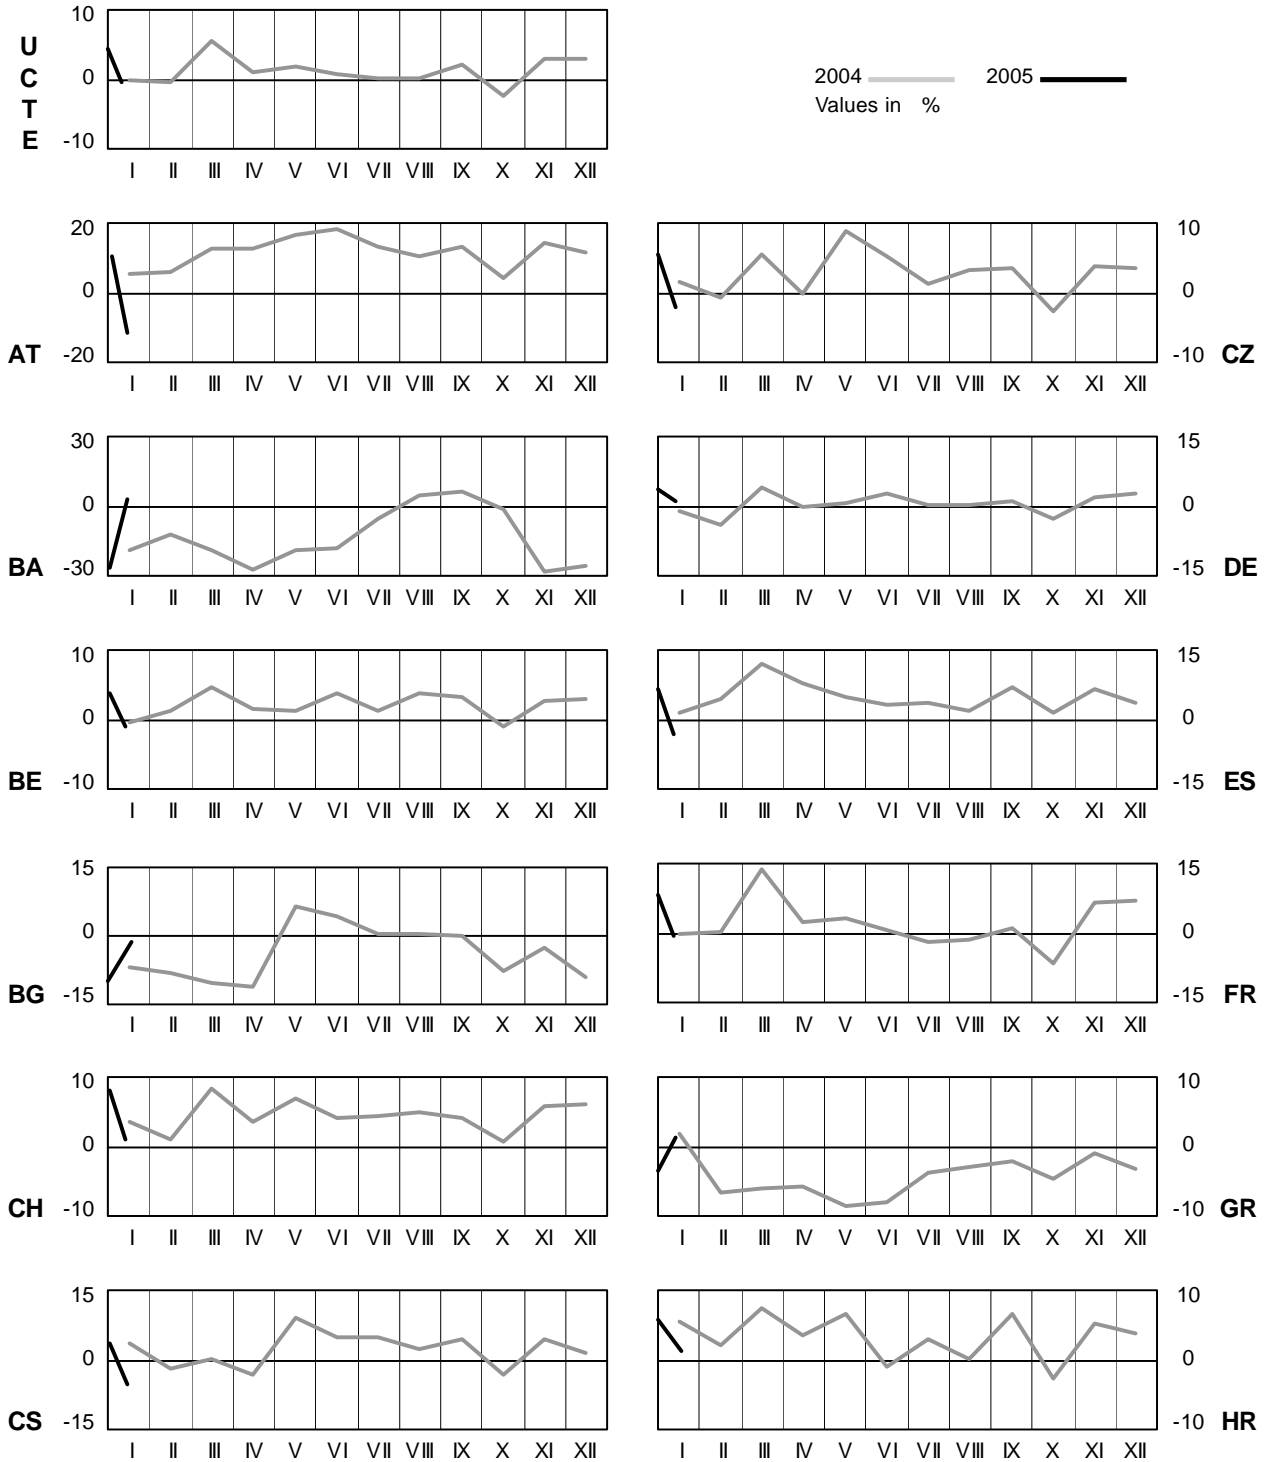 UCTE
10
0
-10
I II III IV V VI VII VIII IX X XI XII
2004 2005
Values in %
AT
20
0
-20
I II III IV V VI VII VIII IX X XI XII
10
0
-10 CZ
I II III IV V VI VII VIII IX X XI XII
30
0
BA -30
I II III IV V VI VII VIII IX X XI XII
15
0
-15 DE
I II III IV V VI VII VIII IX X XI XII
10
0
BE -10
I II III IV V VI VII VIII IX X XI XII
15
0
-15 ES
I II III IV V VI VII VIII IX X XI XII
15
0
BG -15
I II III IV V VI VII VIII IX X XI XII
15
0
-15 FR
I II III IV V VI VII VIII IX X XI XII
10
0
CH -10
I II III IV V VI VII VIII IX X XI XII
10
0
-10 GR
I II III IV V VI VII VIII IX X XI XII
15
0
CS -15
I II III IV V VI VII VIII IX X XI XII
10
0
-10 HR
I II III IV V VI VII VIII IX X XI XII